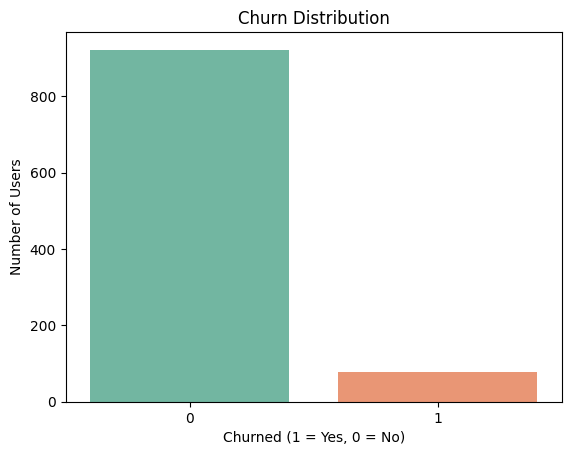 Churn Distribution
Number of Users
800
600
400
200
0
0 1
Churned (1 = Yes, 0 = No)